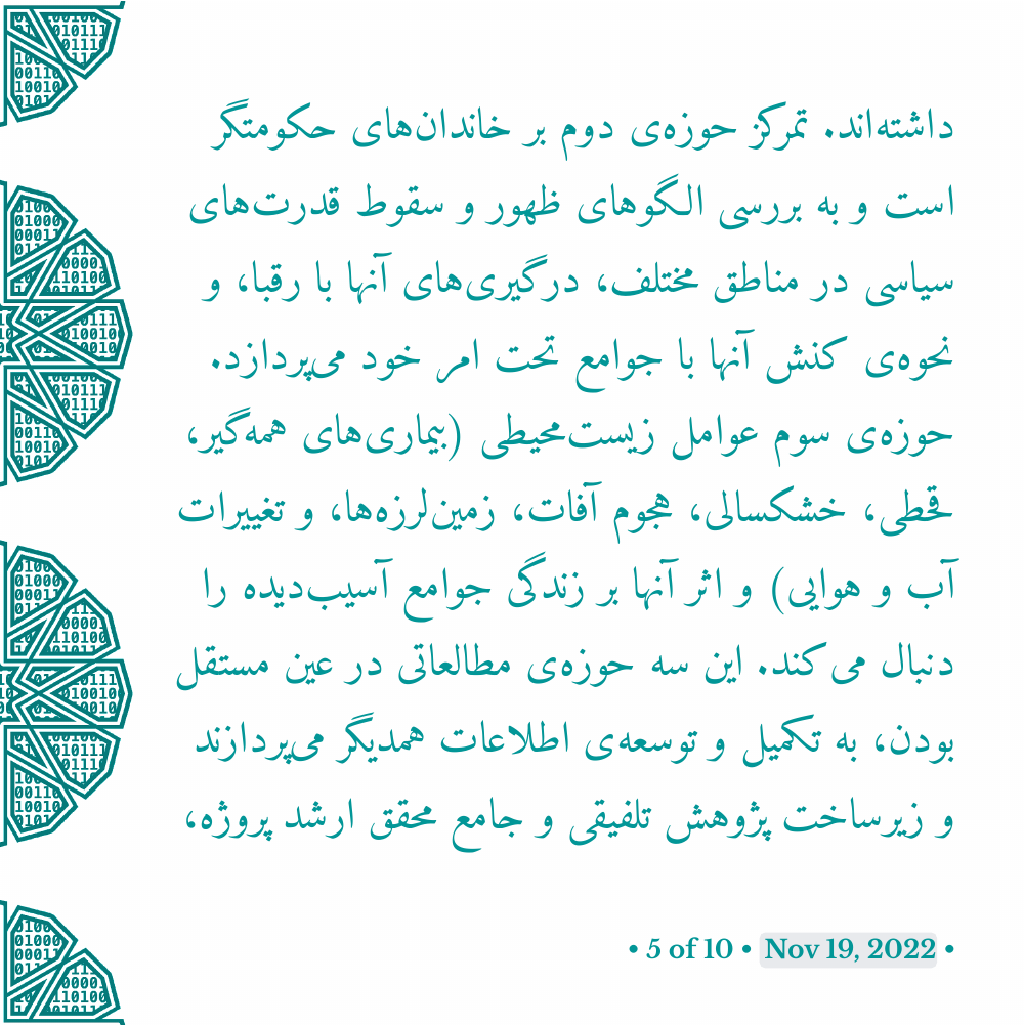 داشته‌اند. تمرکز حوزه‌ی دوم بر خاندان‌های حکومتگر
است و به بررسی الگوهای ظهور و سقوط قدرت‌های
سیاسی در مناطق مختلف، درگیری‌های آنها با رقبا، و
نحوه‌ی کنش آنها با جوامع تحت امر خود می‌پردازد.
حوزه‌ی سوم عوامل زیست‌محیطی (بیماری‌های همه‌گیر،
قحطی، خشکسالی، هجوم آفات، زمین‌لرزه‌ها، و تغییرات
آب و هوایی) و اثر آنها بر زندگی جوامع آسیب‌دیده را
دنبال می‌کند. این سه حوزه‌ی مطالعاتی در عین مستقل
بودن، به تکمیل و توسعه‌ی اطلاعات همدیگر می‌پردازند
و زیرساخت پژوهش تلفیقی و جامع محقق ارشد پروژه،
• 5 of 10 • Nov 19, 2022 •